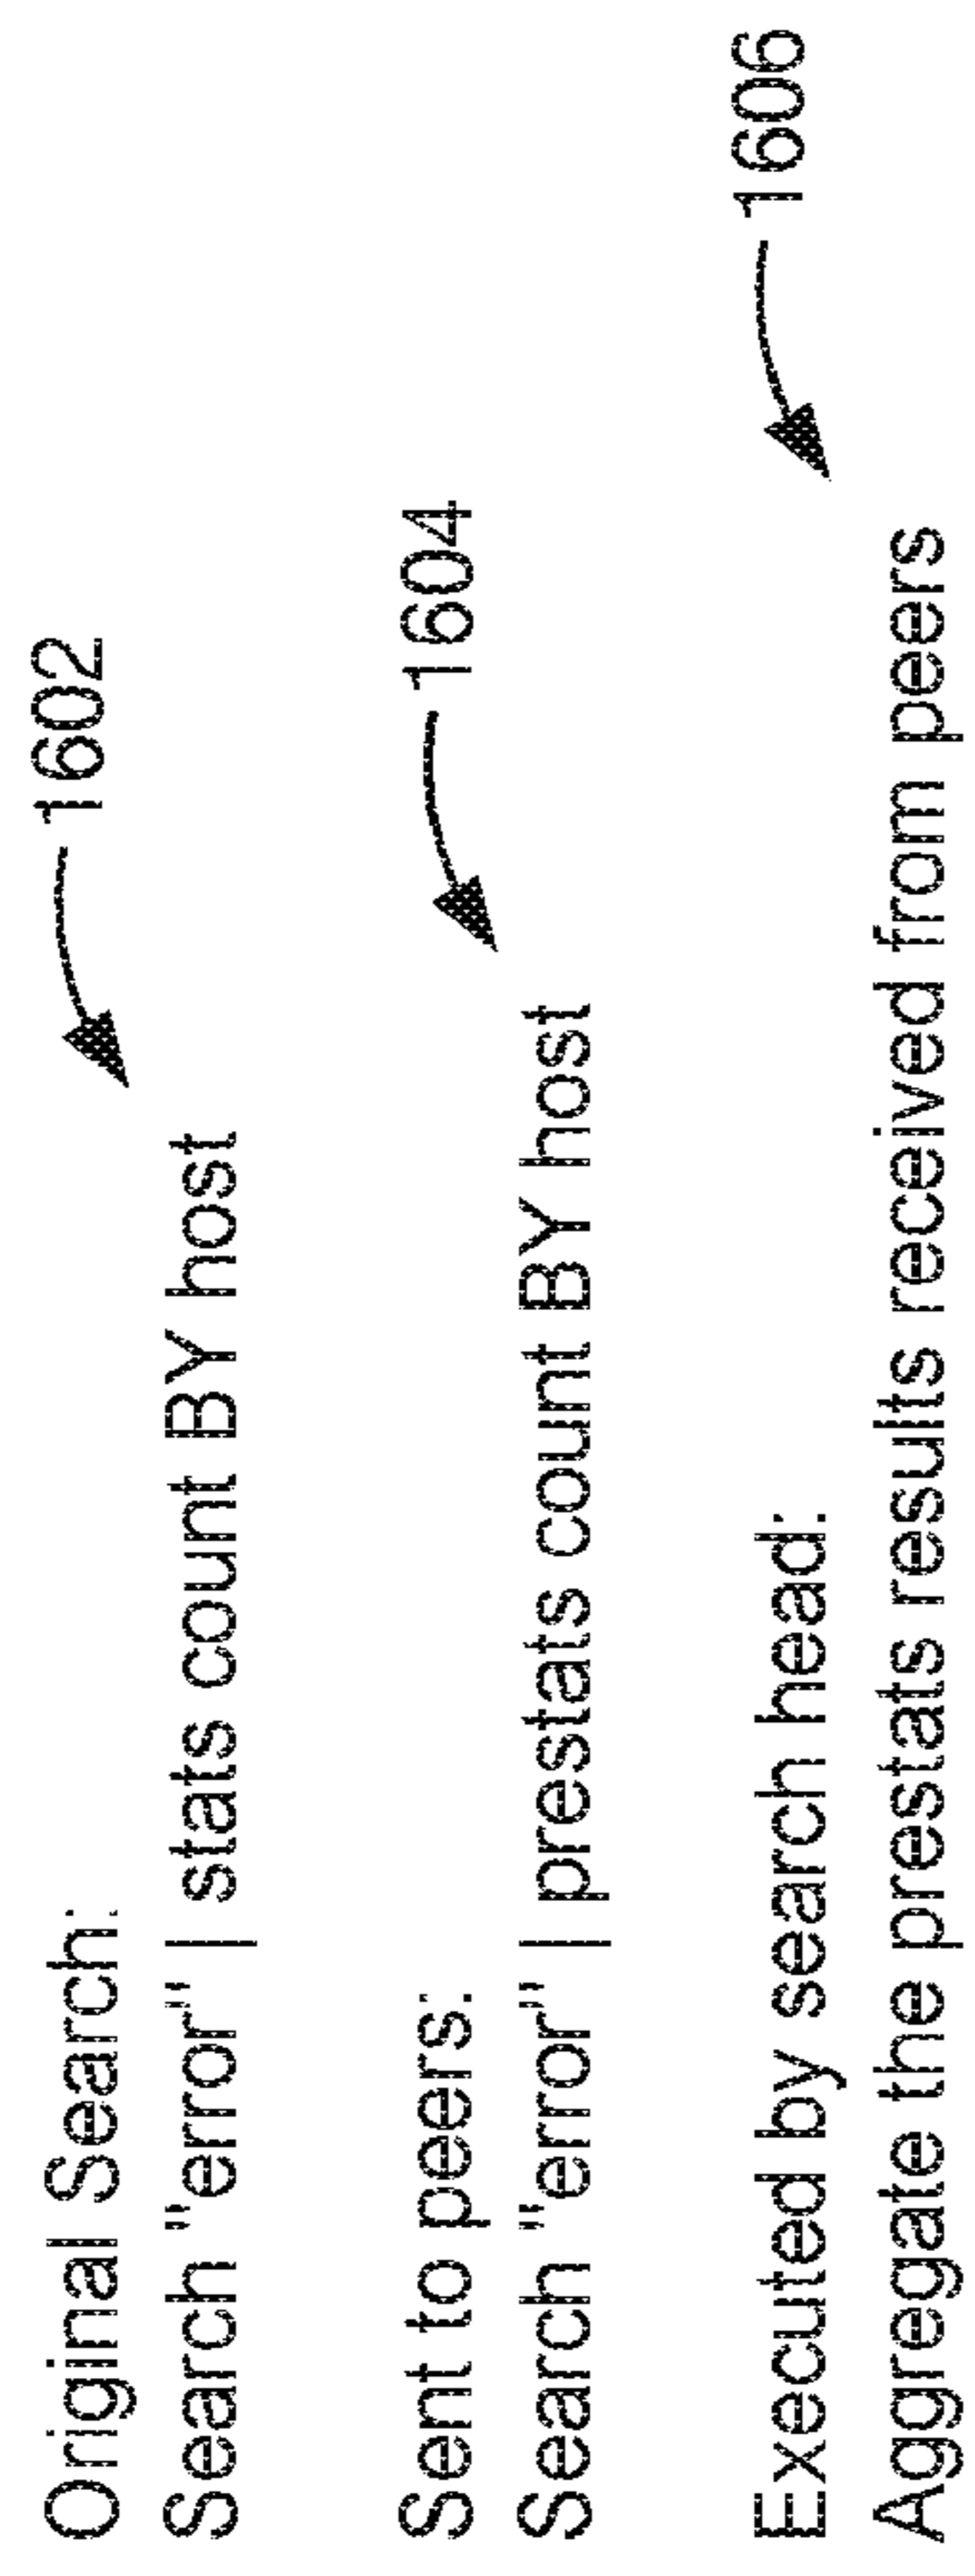 Original Search:
1602
Search "error" | stats count BY host
Sent to peers:
1604
Search "error" | prestats count BY host
Executed by search head:
1606
Aggregate the prestats results received from peers